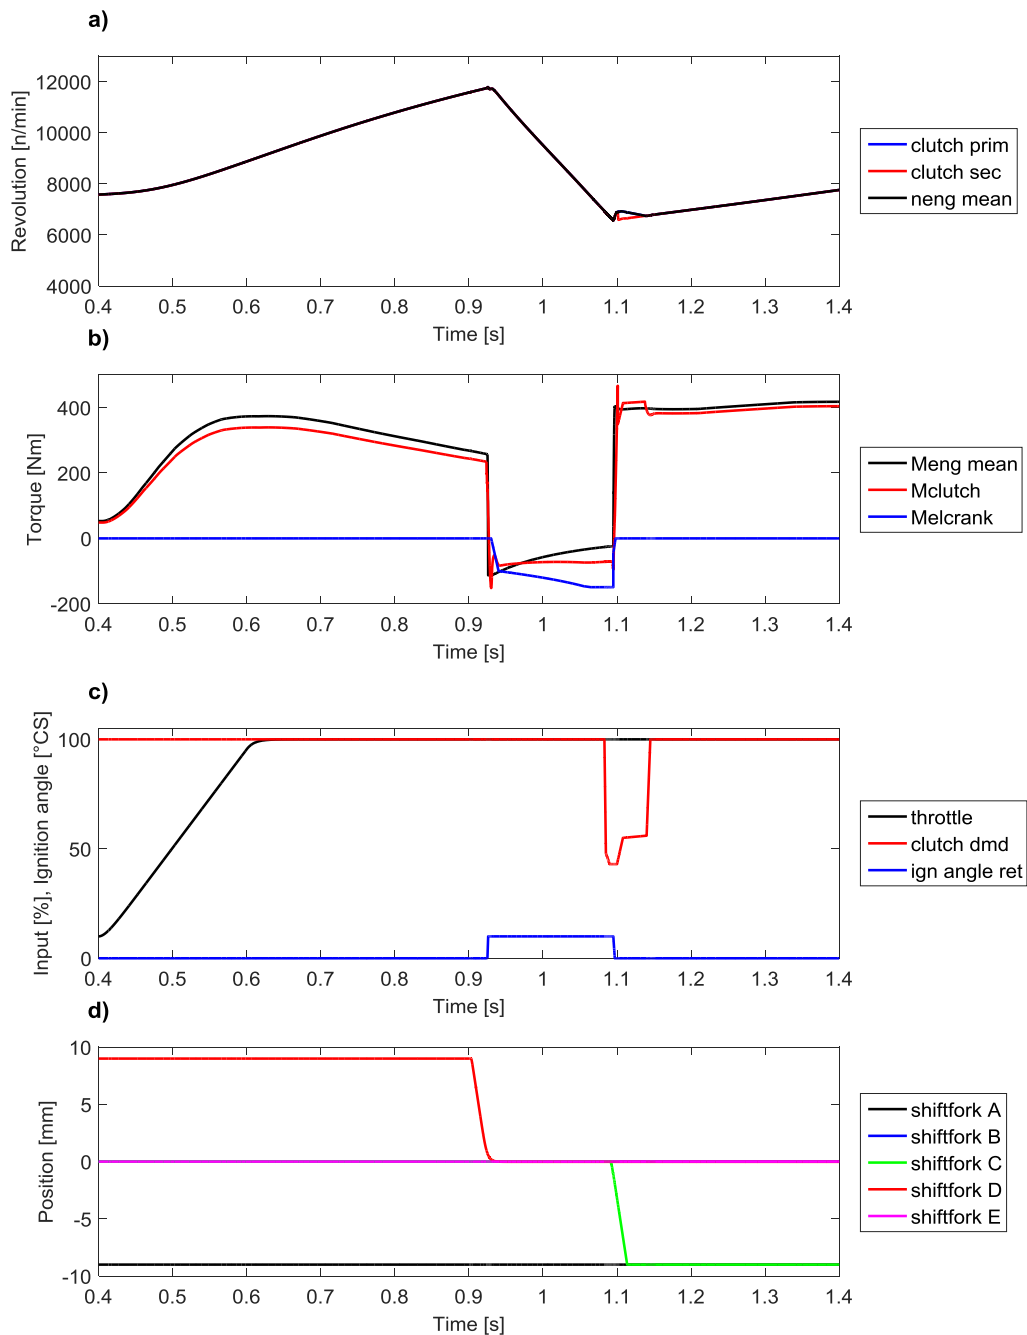 a)
Revolution [n/min]
12000
10000
8000
6000
4000
0.4 0.5 0.6 0.7 0.8 0.9 1 1.1 1.2 1.3 1.4
Time [s]
clutch prim
clutch sec
neng mean
b)
Torque [Nm]
400
200
0
-200
0.4 0.5 0.6 0.7 0.8 0.9 1 1.1 1.2 1.3 1.4
Time [s]
Meng mean
Mclutch
Melcrank
c)
Input [%], Ignition angle [°CS]
100
50
0
0.4 0.5 0.6 0.7 0.8 0.9 1 1.1 1.2 1.3 1.4
Time [s]
throttle
clutch dmd
ign angle ret
d)
Position [mm]
10
5
0
-5
-10
0.4 0.5 0.6 0.7 0.8 0.9 1 1.1 1.2 1.3 1.4
Time [s]
shiftfork A
shiftfork B
shiftfork C
shiftfork D
shiftfork E